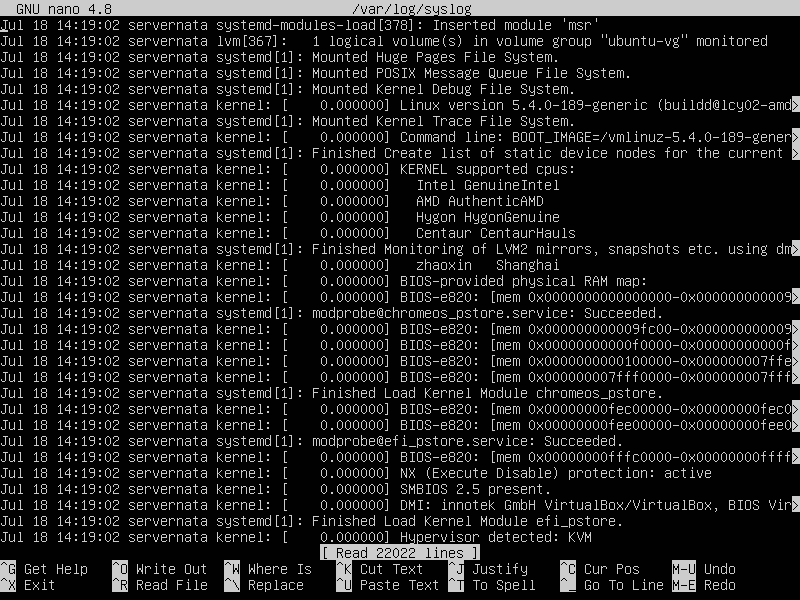 GNU nano 4.8 /var/log/syslog
Jul 18 14:19:02 servernata systemd-modules-load[378]: Inserted module 'msr'
Jul 18 14:19:02 servernata lvm[367]: 1 logical volume(s) in volume group "ubuntu-vg" monitored
Jul 18 14:19:02 servernata systemd[1]: Mounted Huge Pages File System.
Jul 18 14:19:02 servernata systemd[1]: Mounted POSIX Message Queue File System.
Jul 18 14:19:02 servernata systemd[1]: Mounted Kernel Debug File System.
Jul 18 14:19:02 servernata kernel: [    0.000000] Linux version 5.4.0-189-generic (buildd@lcy02-amd>
Jul 18 14:19:02 servernata systemd[1]: Mounted Kernel Trace File System.
Jul 18 14:19:02 servernata kernel: [    0.000000] Command line: BOOT_IMAGE=/vmlinuz-5.4.0-189-gener>
Jul 18 14:19:02 servernata systemd[1]: Finished Create list of static device nodes for the current >
Jul 18 14:19:02 servernata kernel: [    0.000000] KERNEL supported cpus:
Jul 18 14:19:02 servernata kernel: [    0.000000]   Intel GenuineIntel
Jul 18 14:19:02 servernata kernel: [    0.000000]   AMD AuthenticAMD
Jul 18 14:19:02 servernata kernel: [    0.000000]   Hygon HygonGenuine
Jul 18 14:19:02 servernata kernel: [    0.000000]   Centaur CentaurHauls
Jul 18 14:19:02 servernata systemd[1]: Finished Monitoring of LVM2 mirrors, snapshots etc. using dm>
Jul 18 14:19:02 servernata kernel: [    0.000000]   zhaoxin   Shanghai
Jul 18 14:19:02 servernata kernel: [    0.000000] BIOS-provided physical RAM map:
Jul 18 14:19:02 servernata kernel: [    0.000000] BIOS-e820: [mem 0x0000000000000000-0x000000000009>
Jul 18 14:19:02 servernata systemd[1]: modprobe@chromeos_pstore.service: Succeeded.
Jul 18 14:19:02 servernata kernel: [    0.000000] BIOS-e820: [mem 0x000000000009fc00-0x000000000009>
Jul 18 14:19:02 servernata kernel: [    0.000000] BIOS-e820: [mem 0x00000000000f0000-0x00000000000f>
Jul 18 14:19:02 servernata kernel: [    0.000000] BIOS-e820: [mem 0x0000000000100000-0x000000007ffe>
Jul 18 14:19:02 servernata kernel: [    0.000000] BIOS-e820: [mem 0x000000007fff0000-0x000000007fff>
Jul 18 14:19:02 servernata systemd[1]: Finished Load Kernel Module chromeos_pstore.
Jul 18 14:19:02 servernata kernel: [    0.000000] BIOS-e820: [mem 0x00000000fec00000-0x00000000fec0>
Jul 18 14:19:02 servernata kernel: [    0.000000] BIOS-e820: [mem 0x00000000fee00000-0x00000000fee0>
Jul 18 14:19:02 servernata systemd[1]: modprobe@efi_pstore.service: Succeeded.
Jul 18 14:19:02 servernata kernel: [    0.000000] BIOS-e820: [mem 0x00000000fffc0000-0x00000000ffff>
Jul 18 14:19:02 servernata kernel: [    0.000000] NX (Execute Disable) protection: active
Jul 18 14:19:02 servernata kernel: [    0.000000] SMBIOS 2.5 present.
Jul 18 14:19:02 servernata kernel: [    0.000000] DMI: innotek GmbH VirtualBox/VirtualBox, BIOS Vir>
Jul 18 14:19:02 servernata systemd[1]: Finished Load Kernel Module efi_pstore.
Jul 18 14:19:02 servernata kernel: [    0.000000] Hypervisor detected: KVM
[ Read 22022 lines ]
^G Get Help ^O Write Out ^W Where Is ^K Cut Text ^J Justify ^C Cur Pos M-U Undo
^X Exit ^R Read File ^\ Replace ^U Paste Text ^T To Spell ^_ Go To Line M-E Redo